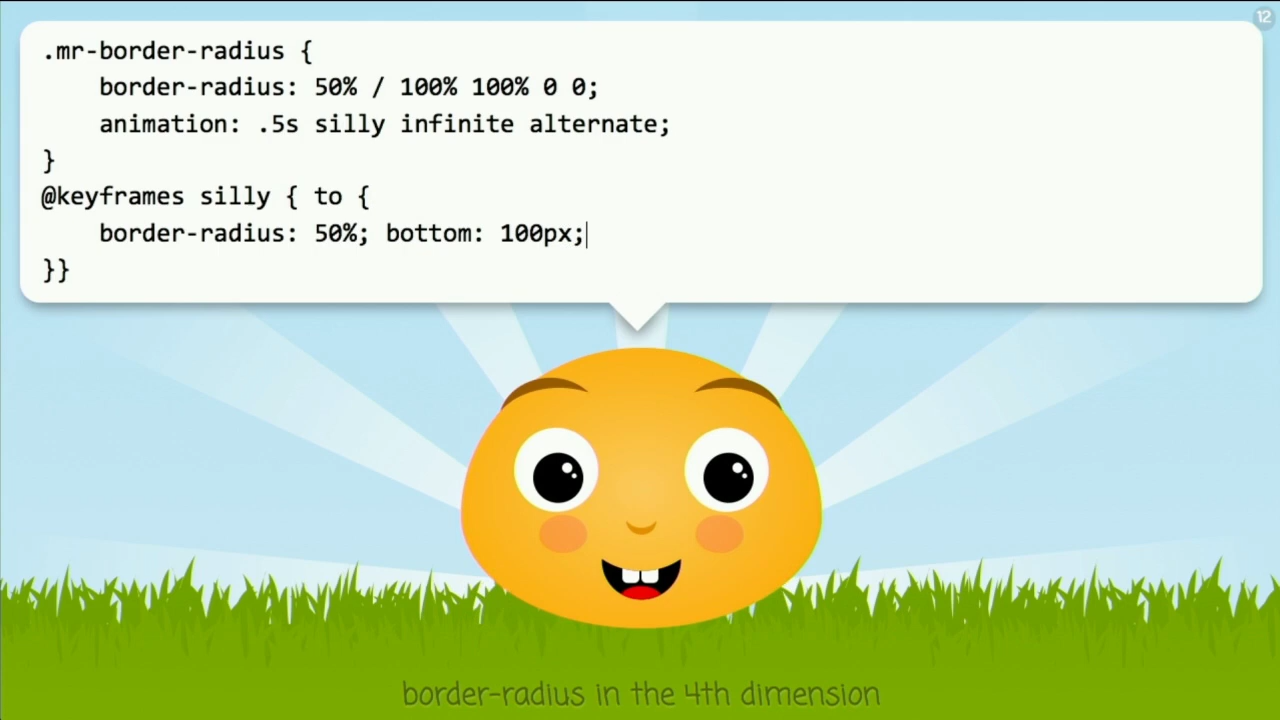 12
.mr-border-radius {
    border-radius: 50% / 100% 100% 0 0;
    animation: .5s silly infinite alternate;
}
@keyframes silly { to {
    border-radius: 50%; bottom: 100px;
}}
border-radius in the 4th dimension